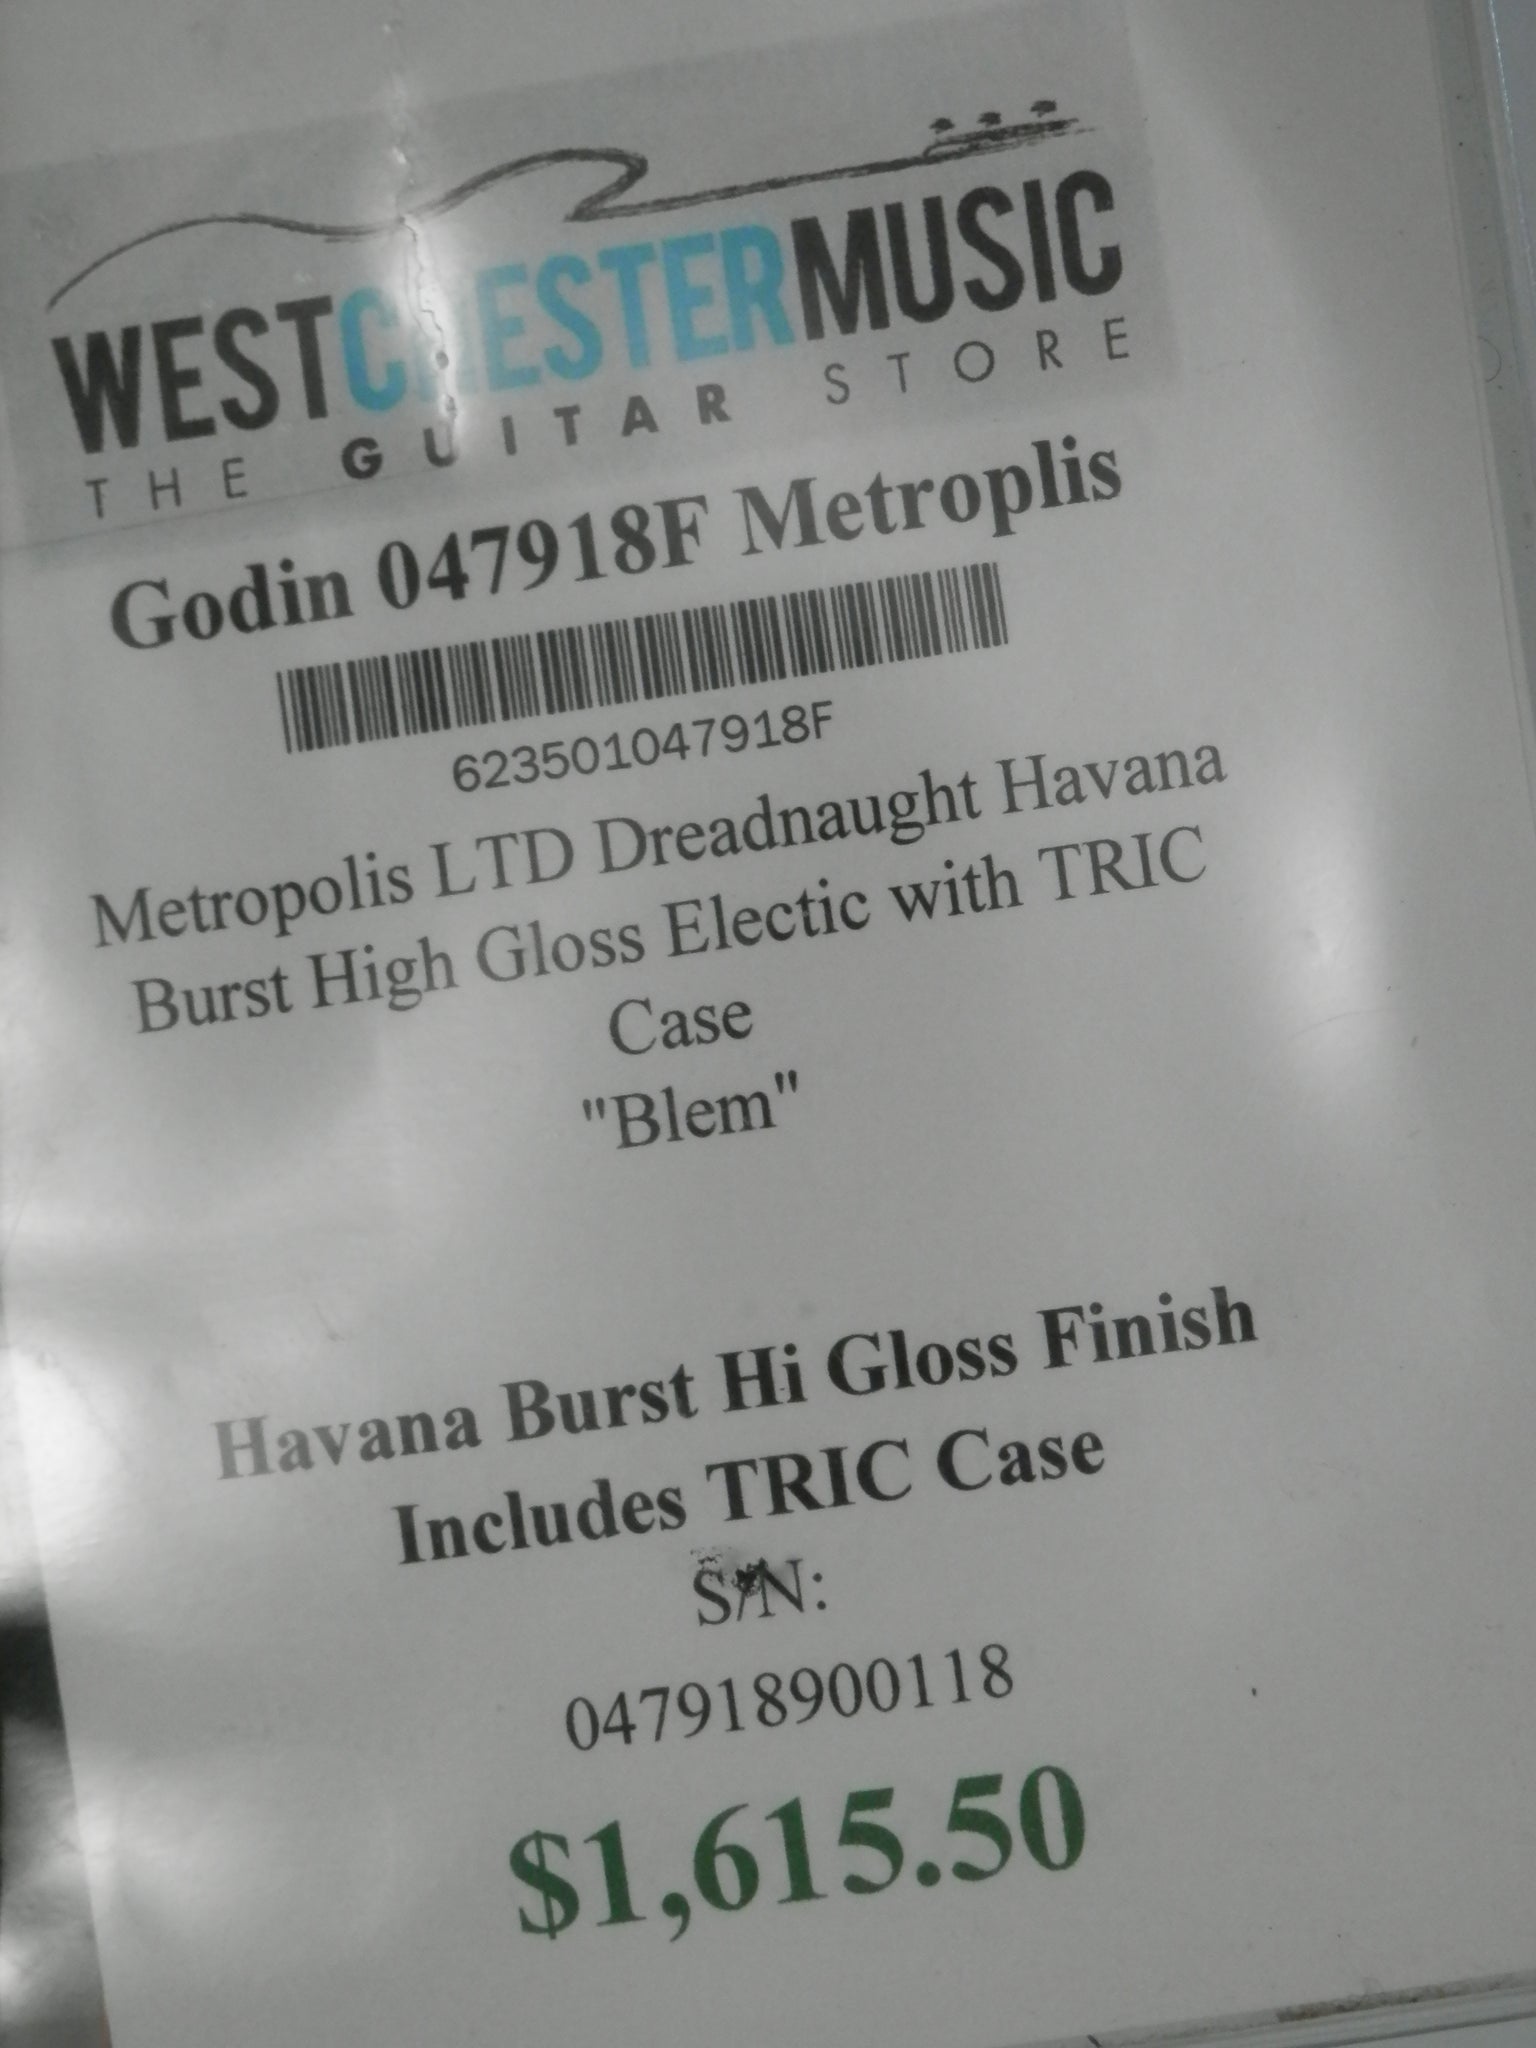 WESTCHESTERMUSIC
THE GUITAR STORE
Godin 047918F Metroplis
623501047918F
Metropolis LTD Dreadnaught Havana
Burst High Gloss Electic with TRIC
Case
"Blem"
Havana Burst Hi Gloss Finish
Includes TRIC Case
S/N:
047918900118
$1,615.50